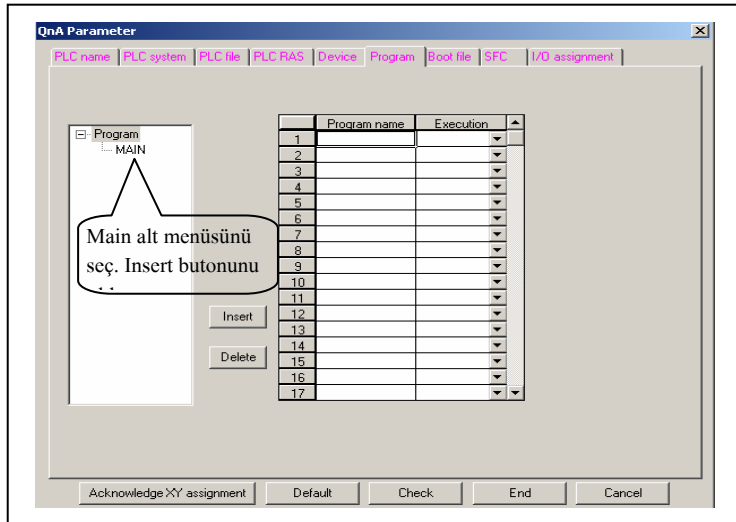 QnA Parameter
PLC name PLC system PLC file PLC RAS Device Program Boot file SFC I/O assignment
Program
MAIN
Main alt menüsünü
seç. Insert butonunu
Insert
Delete
Program name Execution
1
2
3
4
5
6
7
8
9
10
11
12
13
14
15
16
17
Acknowledge XY assignment Default Check End Cancel